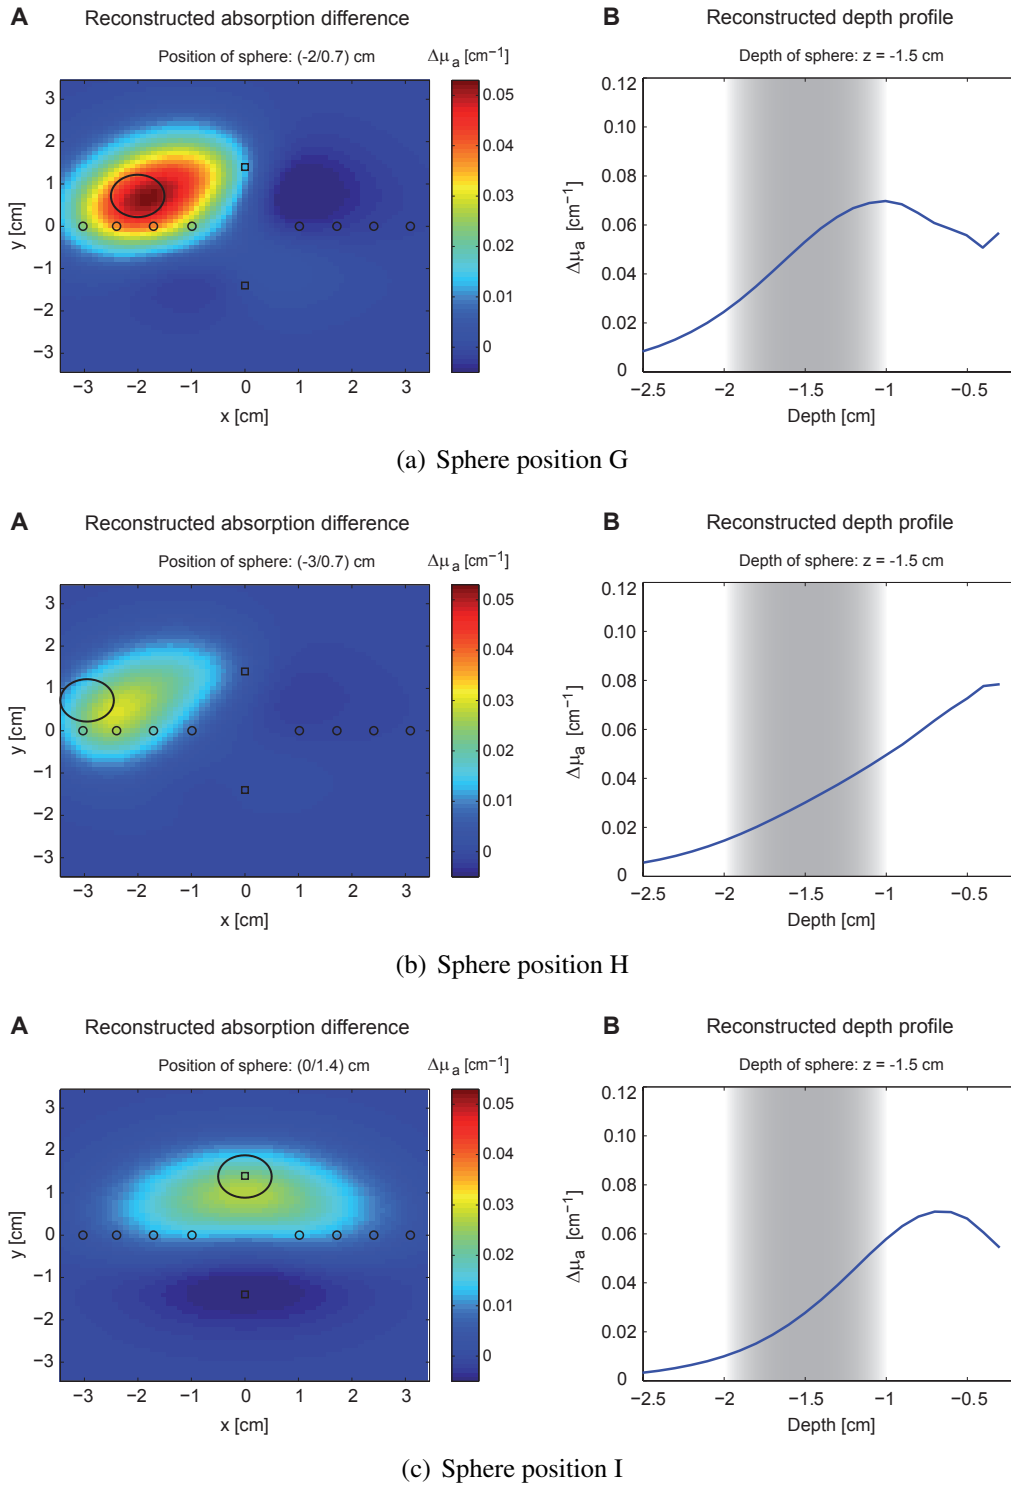 A Reconstructed absorption difference
Position of sphere: (-2/0.7) cm
Δμa [cm−1]
3
2
1
0
−1
−2
−3
y [cm]
−3 −2 −1 0 1 2 3
x [cm]
0.05
0.04
0.03
0.02
0.01
0
B Reconstructed depth profile
Depth of sphere: z = -1.5 cm
0.12
0.10
0.08
0.06
0.04
0.02
0
Δμa [cm−1]
−2.5 −2 −1.5 −1 −0.5
Depth [cm]
(a) Sphere position G
A Reconstructed absorption difference
Position of sphere: (-3/0.7) cm
Δμa [cm−1]
3
2
1
0
−1
−2
−3
y [cm]
−3 −2 −1 0 1 2 3
x [cm]
0.05
0.04
0.03
0.02
0.01
0
B Reconstructed depth profile
Depth of sphere: z = -1.5 cm
0.12
0.10
0.08
0.06
0.04
0.02
0
Δμa [cm−1]
−2.5 −2 −1.5 −1 −0.5
Depth [cm]
(b) Sphere position H
A Reconstructed absorption difference
Position of sphere: (0/1.4) cm
Δμa [cm−1]
3
2
1
0
−1
−2
−3
y [cm]
−3 −2 −1 0 1 2 3
x [cm]
0.05
0.04
0.03
0.02
0.01
0
B Reconstructed depth profile
Depth of sphere: z = -1.5 cm
0.12
0.10
0.08
0.06
0.04
0.02
0
Δμa [cm−1]
−2.5 −2 −1.5 −1 −0.5
Depth [cm]
(c) Sphere position I